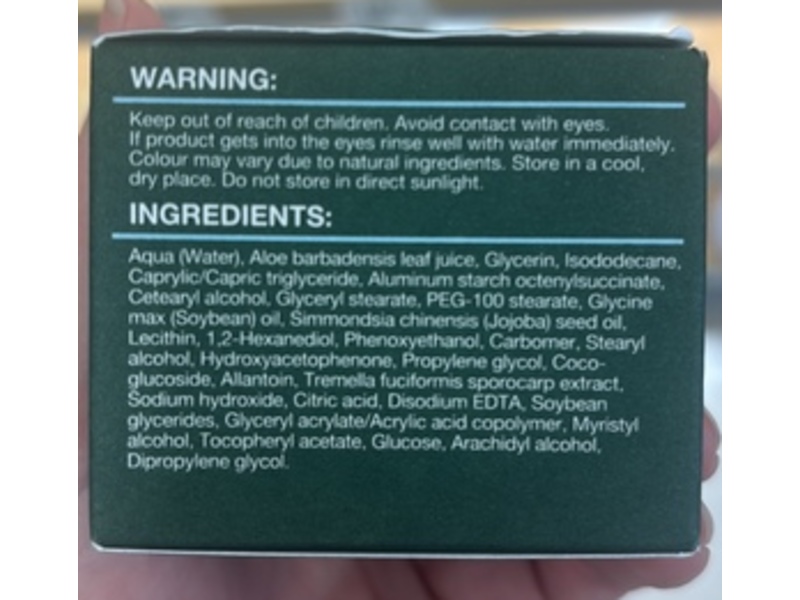 WARNING:
Keep out of reach of children. Avoid contact with eyes.
If product gets into the eyes rinse well with water immediately.
Colour may vary due to natural ingredients. Store in a cool,
dry place. Do not store in direct sunlight.
INGREDIENTS:
Aqua (Water), Aloe barbadensis leaf juice, Glycerin, Isododecane,
Caprylic/Capric triglyceride, Aluminum starch octenylsuccinate,
Cetearyl alcohol, Glyceryl stearate, PEG-100 stearate, Glycine
max (Soybean) oil, Simmondsia chinensis (Jojoba) seed oil,
Lecithin, 1,2-Hexanediol, Phenoxyethanol, Carbomer, Stearyl
alcohol, Hydroxyacetophenone, Propylene glycol, Coco-
glucoside, Allantoin, Tremella fuciformis sporocarp extract,
Sodium hydroxide, Citric acid, Disodium EDTA, Soybean
glycerides, Glyceryl acrylate/Acrylic acid copolymer, Myristyl
alcohol, Tocopheryl acetate, Glucose, Arachidyl alcohol,
Dipropylene glycol.